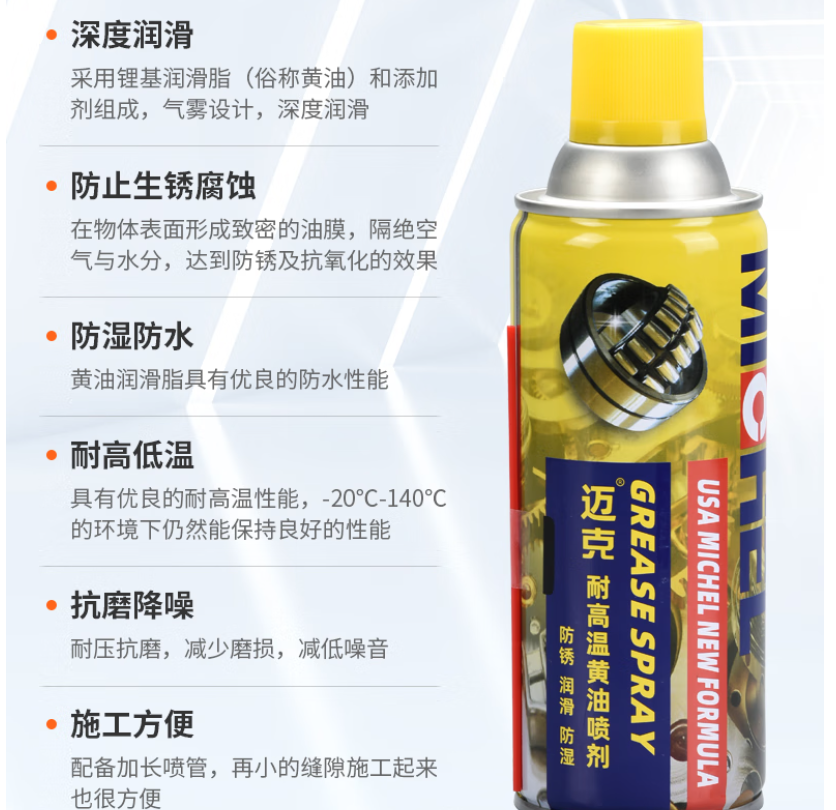 深度润滑
采用锂基润滑脂（俗称黄油）和添加
剂组成，气雾设计，深度润滑
防止生锈腐蚀
在物体表面形成致密的油膜，隔绝空
气与水分，达到防锈及抗氧化的效果
防湿防水
黄油润滑脂具有优良的防水性能
耐高低温
具有优良的耐高温性能，-20℃-140℃
的环境下仍然能保持良好的性能
抗磨降噪
耐压抗磨，减少磨损，减低噪音
施工方便
配备加长喷管，再小的缝隙施工起来
也很方便
MICHEL
USA MICHEL NEW FORMULA
GREASE SPRAY
迈克®
耐高温黄油喷剂
防锈 润滑 防湿